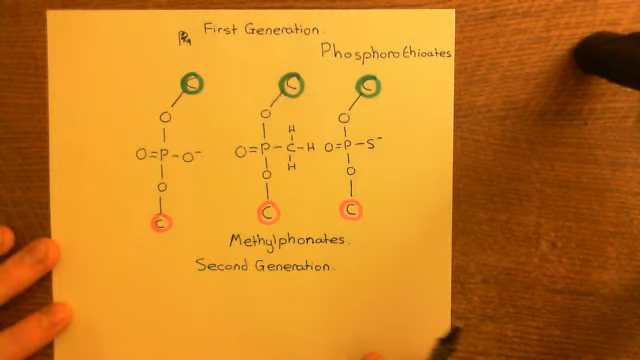 First Generation
Phosphorothioates
C C C
O O O
H
O=P-O⁻ O=P-C-H O=P-S⁻
H
O O O
C C C
Methylphonates.
Second Generation.